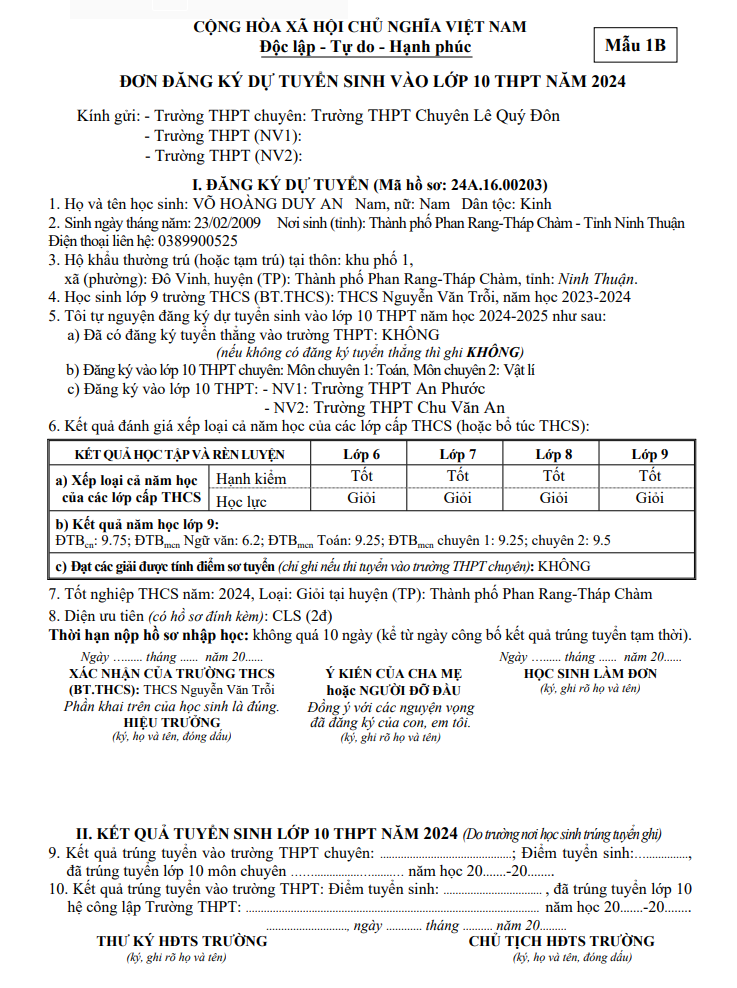 CỘNG HÒA XÃ HỘI CHỦ NGHĨA VIỆT NAM
Độc lập - Tự do - Hạnh phúc
Mẫu 1B
ĐƠN ĐĂNG KÝ DỰ TUYỂN SINH VÀO LỚP 10 THPT NĂM 2024
Kính gửi: - Trường THPT chuyên: Trường THPT Chuyên Lê Quý Đôn
- Trường THPT (NV1):
- Trường THPT (NV2):
I. ĐĂNG KÝ DỰ TUYỂN (Mã hồ sơ: 24A.16.00203)
1. Họ và tên học sinh: VÕ HOÀNG DUY AN Nam, nữ: Nam Dân tộc: Kinh
2. Sinh ngày tháng năm: 23/02/2009 Nơi sinh (tỉnh): Thành phố Phan Rang-Tháp Chàm - Tỉnh Ninh Thuận
Điện thoại liên hệ: 0389900525
3. Hộ khẩu thường trú (hoặc tạm trú) tại thôn: khu phố 1,
xã (phường): Đô Vinh, huyện (TP): Thành phố Phan Rang-Tháp Chàm, tỉnh: Ninh Thuận.
4. Học sinh lớp 9 trường THCS (BT.THCS): THCS Nguyễn Văn Trỗi, năm học 2023-2024
5. Tôi tự nguyện đăng ký dự tuyển sinh vào lớp 10 THPT năm học 2024-2025 như sau:
a) Đã có đăng ký tuyển thẳng vào trường THPT: KHÔNG
(nếu không có đăng ký tuyển thẳng thì ghi KHÔNG)
b) Đăng ký vào lớp 10 THPT chuyên: Môn chuyên 1: Toán, Môn chuyên 2: Vật lí
c) Đăng ký vào lớp 10 THPT: - NV1: Trường THPT An Phước
- NV2: Trường THPT Chu Văn An
6. Kết quả đánh giá xếp loại cả năm học của các lớp cấp THCS (hoặc bổ túc THCS):
KẾT QUẢ HỌC TẬP VÀ RÈN LUYỆN Lớp 6 Lớp 7 Lớp 8 Lớp 9
a) Xếp loại cả năm học Hạnh kiểm Tốt Tốt Tốt Tốt
của các lớp cấp THCS Học lực Giỏi Giỏi Giỏi Giỏi
b) Kết quả năm học lớp 9:
ĐTBcn: 9.75; ĐTBmcn Ngữ văn: 6.2; ĐTBmcn Toán: 9.25; ĐTBmcn chuyên 1: 9.25; chuyên 2: 9.5
c) Đạt các giải được tính điểm sơ tuyển (chỉ ghi nếu thi tuyển vào trường THPT chuyên): KHÔNG
7. Tốt nghiệp THCS năm: 2024, Loại: Giỏi tại huyện (TP): Thành phố Phan Rang-Tháp Chàm
8. Diện ưu tiên (có hồ sơ đính kèm): CLS (2đ)
Thời hạn nộp hồ sơ nhập học: không quá 10 ngày (kể từ ngày công bố kết quả trúng tuyển tạm thời).
Ngày ......... tháng ...... năm 20...... Ngày ......... tháng ...... năm 20......
XÁC NHẬN CỦA TRƯỜNG THCS Ý KIẾN CỦA CHA MẸ HỌC SINH LÀM ĐƠN
(BT.THCS): THCS Nguyễn Văn Trỗi hoặc NGƯỜI ĐỠ ĐẦU (ký, ghi rõ họ và tên)
Phần khai trên của học sinh là đúng. Đồng ý với các nguyện vọng
HIỆU TRƯỞNG đã đăng ký của con, em tôi.
(ký, họ và tên, đóng dấu) (ký, ghi rõ họ và tên)
II. KẾT QUẢ TUYỂN SINH LỚP 10 THPT NĂM 2024 (Do trường nơi học sinh trúng tuyển ghi)
9. Kết quả trúng tuyển vào trường THPT chuyên: ........................................; Điểm tuyển sinh:................,
đã trúng tuyển lớp 10 môn chuyên ................................ năm học 20.......-20........
10. Kết quả trúng tuyển vào trường THPT: Điểm tuyển sinh: .............................. , đã trúng tuyển lớp 10
hệ công lập Trường THPT: ........................................................................................ năm học 20.......-20........
........................., ngày ........... tháng ......... năm 20.........
THƯ KÝ HĐTS TRƯỜNG CHỦ TỊCH HĐTS TRƯỜNG
(ký, ghi rõ họ và tên) (ký, họ và tên, đóng dấu)